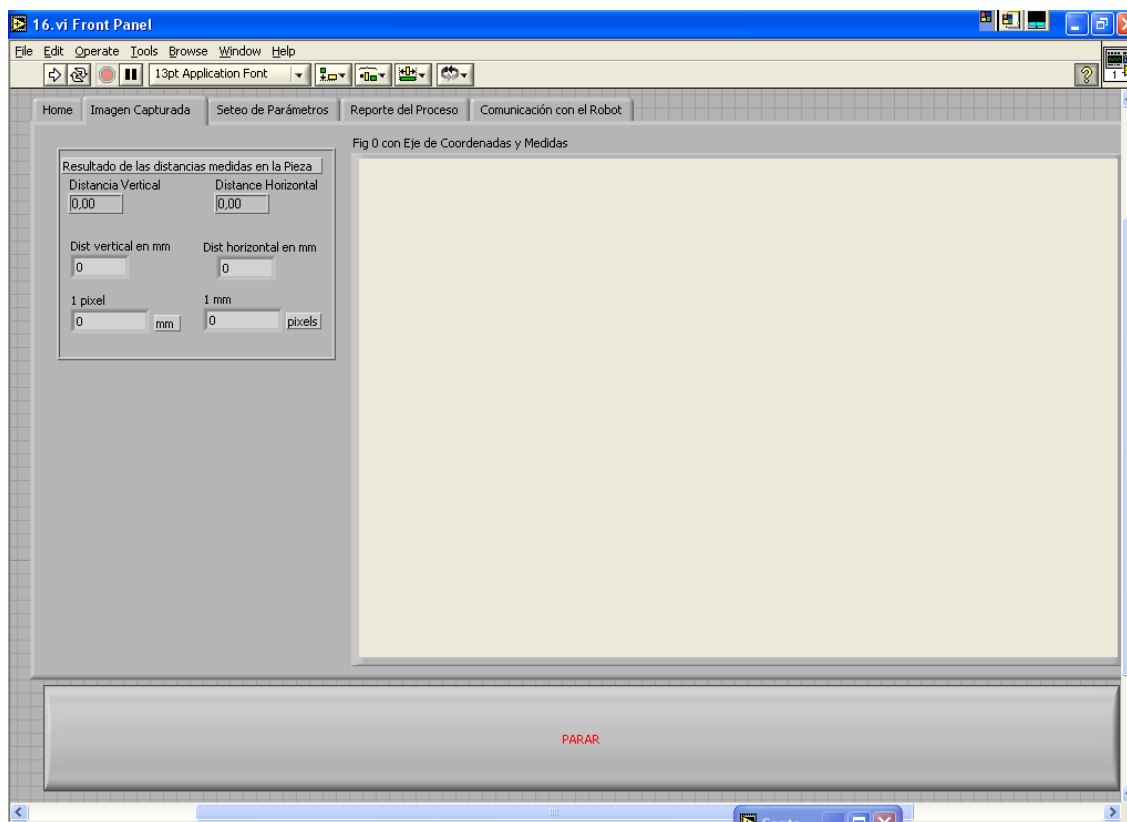 16.vi Front Panel
File Edit Operate Tools Browse Window Help
13pt Application Font
1
Home Imagen Capturada Seteo de Parámetros Reporte del Proceso Comunicación con el Robot
Fig 0 con Eje de Coordenadas y Medidas
Resultado de las distancias medidas en la Pieza
Distancia Vertical Distance Horizontal
0,00 0,00
Dist vertical en mm Dist horizontal en mm
0 0
1 pixel 1 mm
0 mm 0 pixels
PARAR